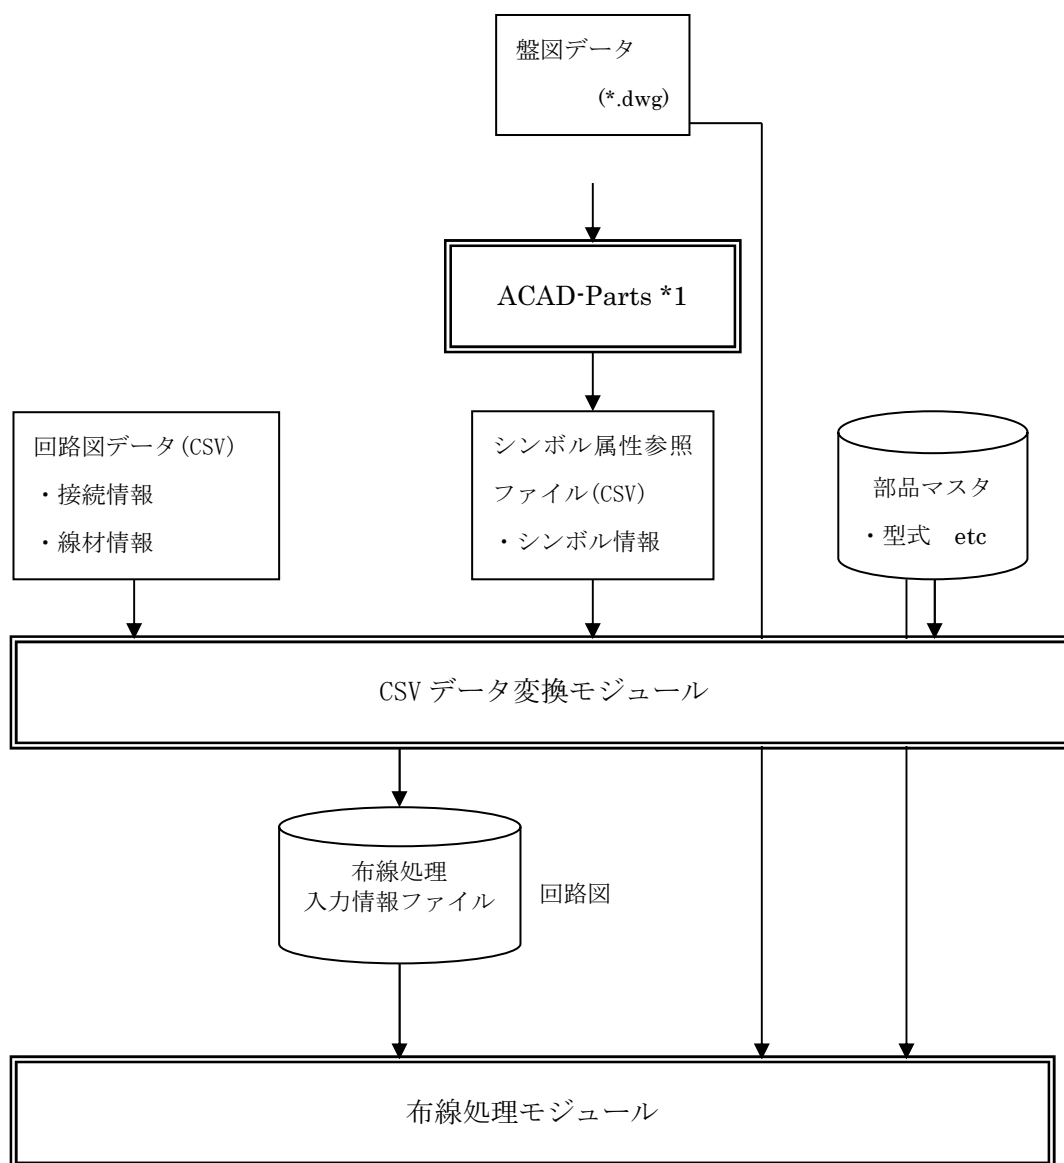 盤図データ
(*.dwg)
ACAD-Parts *1
回路図データ(CSV)
・接続情報
・線材情報
シンボル属性参照
ファイル(CSV)
・シンボル情報
部品マスタ
・型式　etc
CSV データ変換モジュール
布線処理
入力情報ファイル
回路図
布線処理モジュール